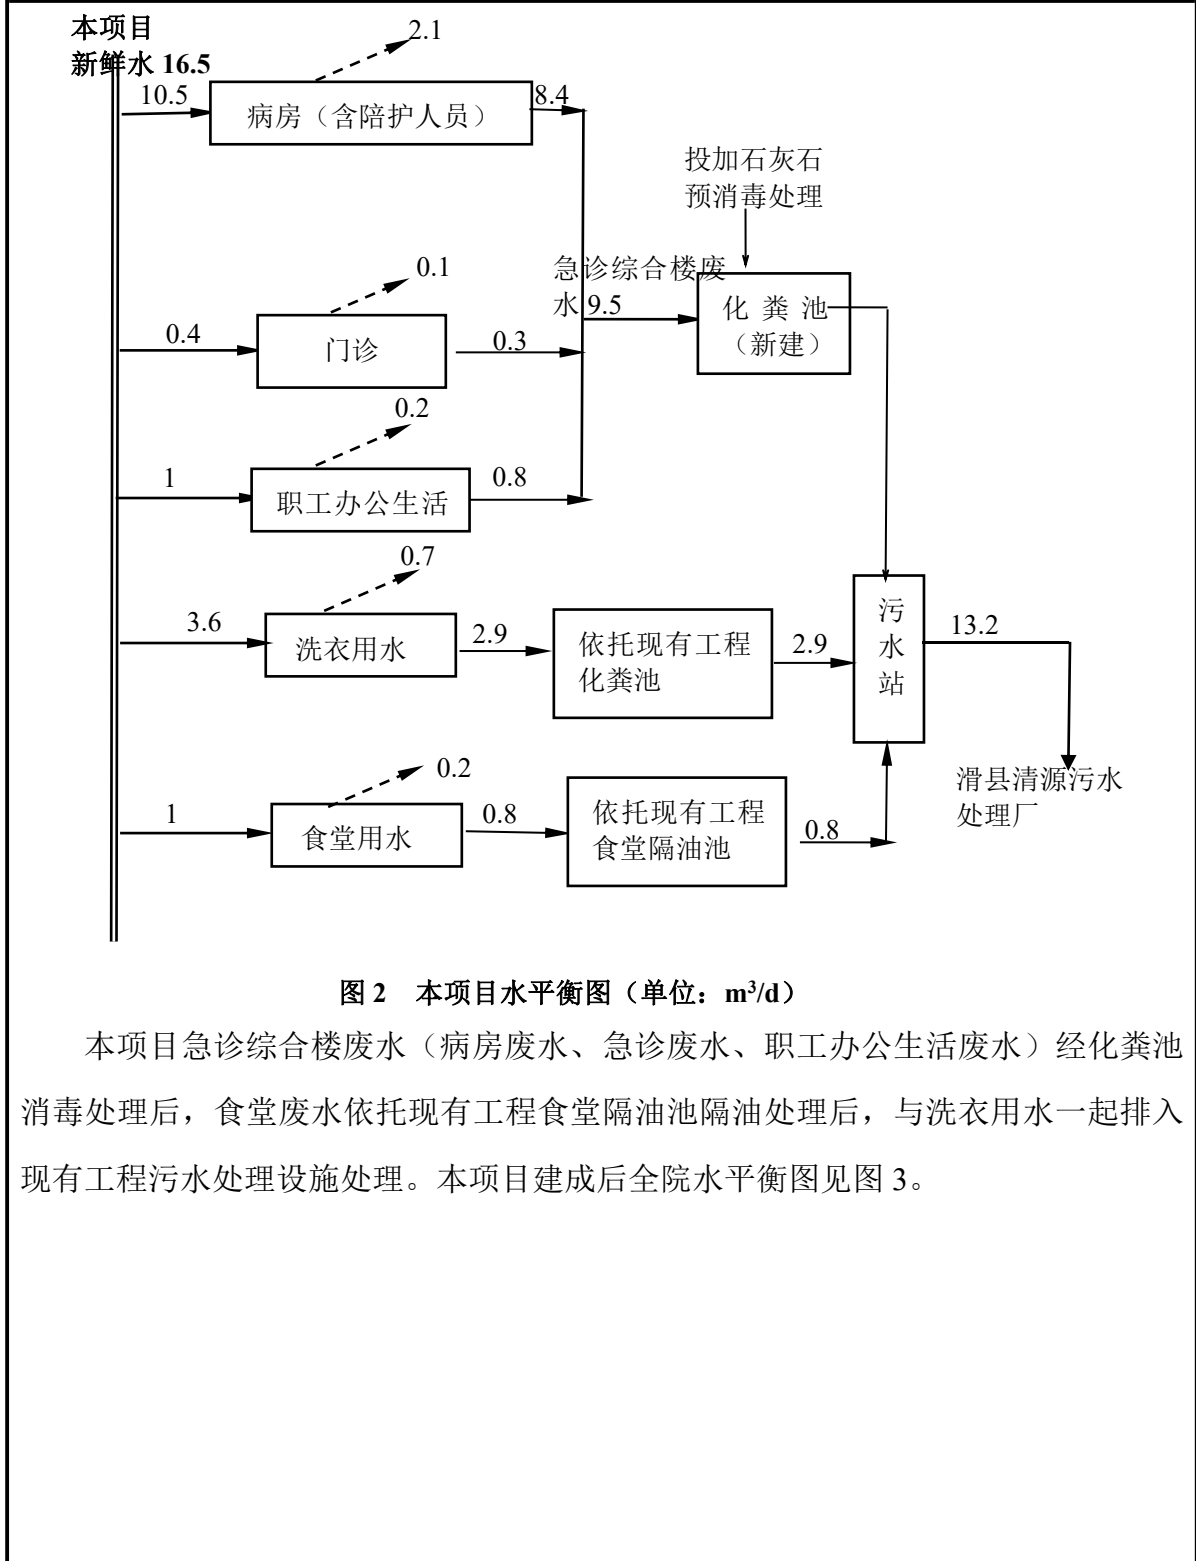 本项目
新鲜水 16.5
2.1
10.5
病房（含陪护人员）
8.4
投加石灰石
预消毒处理
0.1
急诊综合楼废
水 9.5
化 粪 池
（新建）
0.4
门诊
0.3
0.2
1
职工办公生活
0.8
0.7
3.6
洗衣用水
2.9
依托现有工程
化粪池
2.9
污
水
站
13.2
0.2
滑县清源污水
处理厂
1
食堂用水
0.8
依托现有工程
食堂隔油池
0.8
图 2 本项目水平衡图（单位：m³/d）
本项目急诊综合楼废水（病房废水、急诊废水、职工办公生活废水）经化粪池
消毒处理后，食堂废水依托现有工程食堂隔油池隔油处理后，与洗衣用水一起排入
现有工程污水处理设施处理。本项目建成后全院水平衡图见图 3。